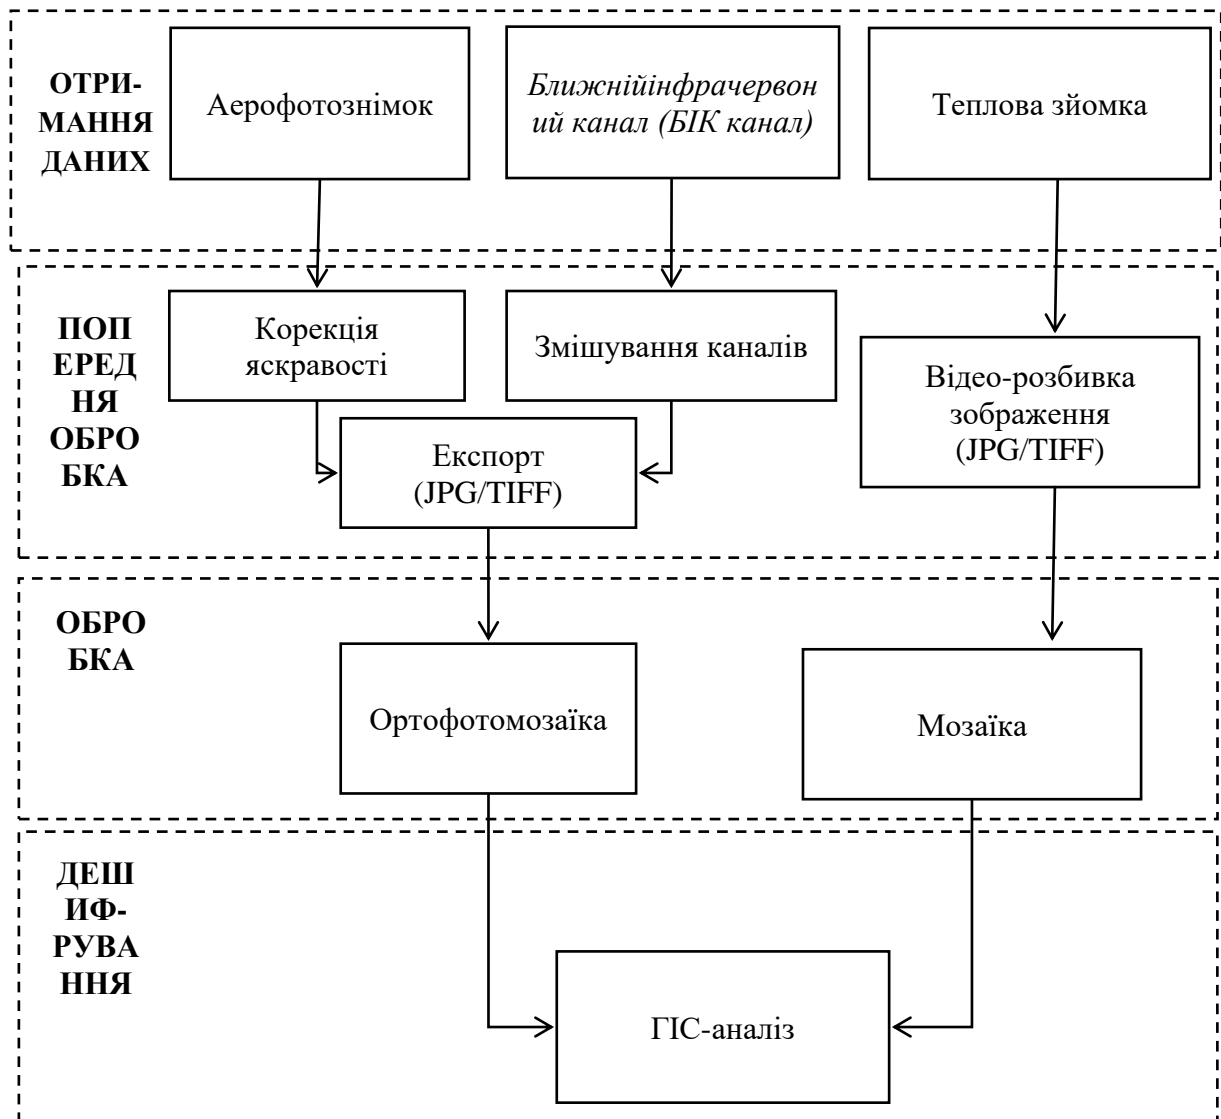 ОТРИ-
МАННЯ
ДАНИХ
Аерофотознімок
Ближнійінфрачервон
ий канал (БІК канал)
Теплова зйомка
ПОП
ЕРЕД
НЯ
ОБРО
БКА
Корекція
яскравості
Змішування каналів
Відео-розбивка
зображення
(JPG/TIFF)
Експорт
(JPG/TIFF)
ОБРО
БКА
Ортофотомозаїка
Мозаїка
ДЕШ
ИФ-
РУВА
ННЯ
ГІС-аналіз